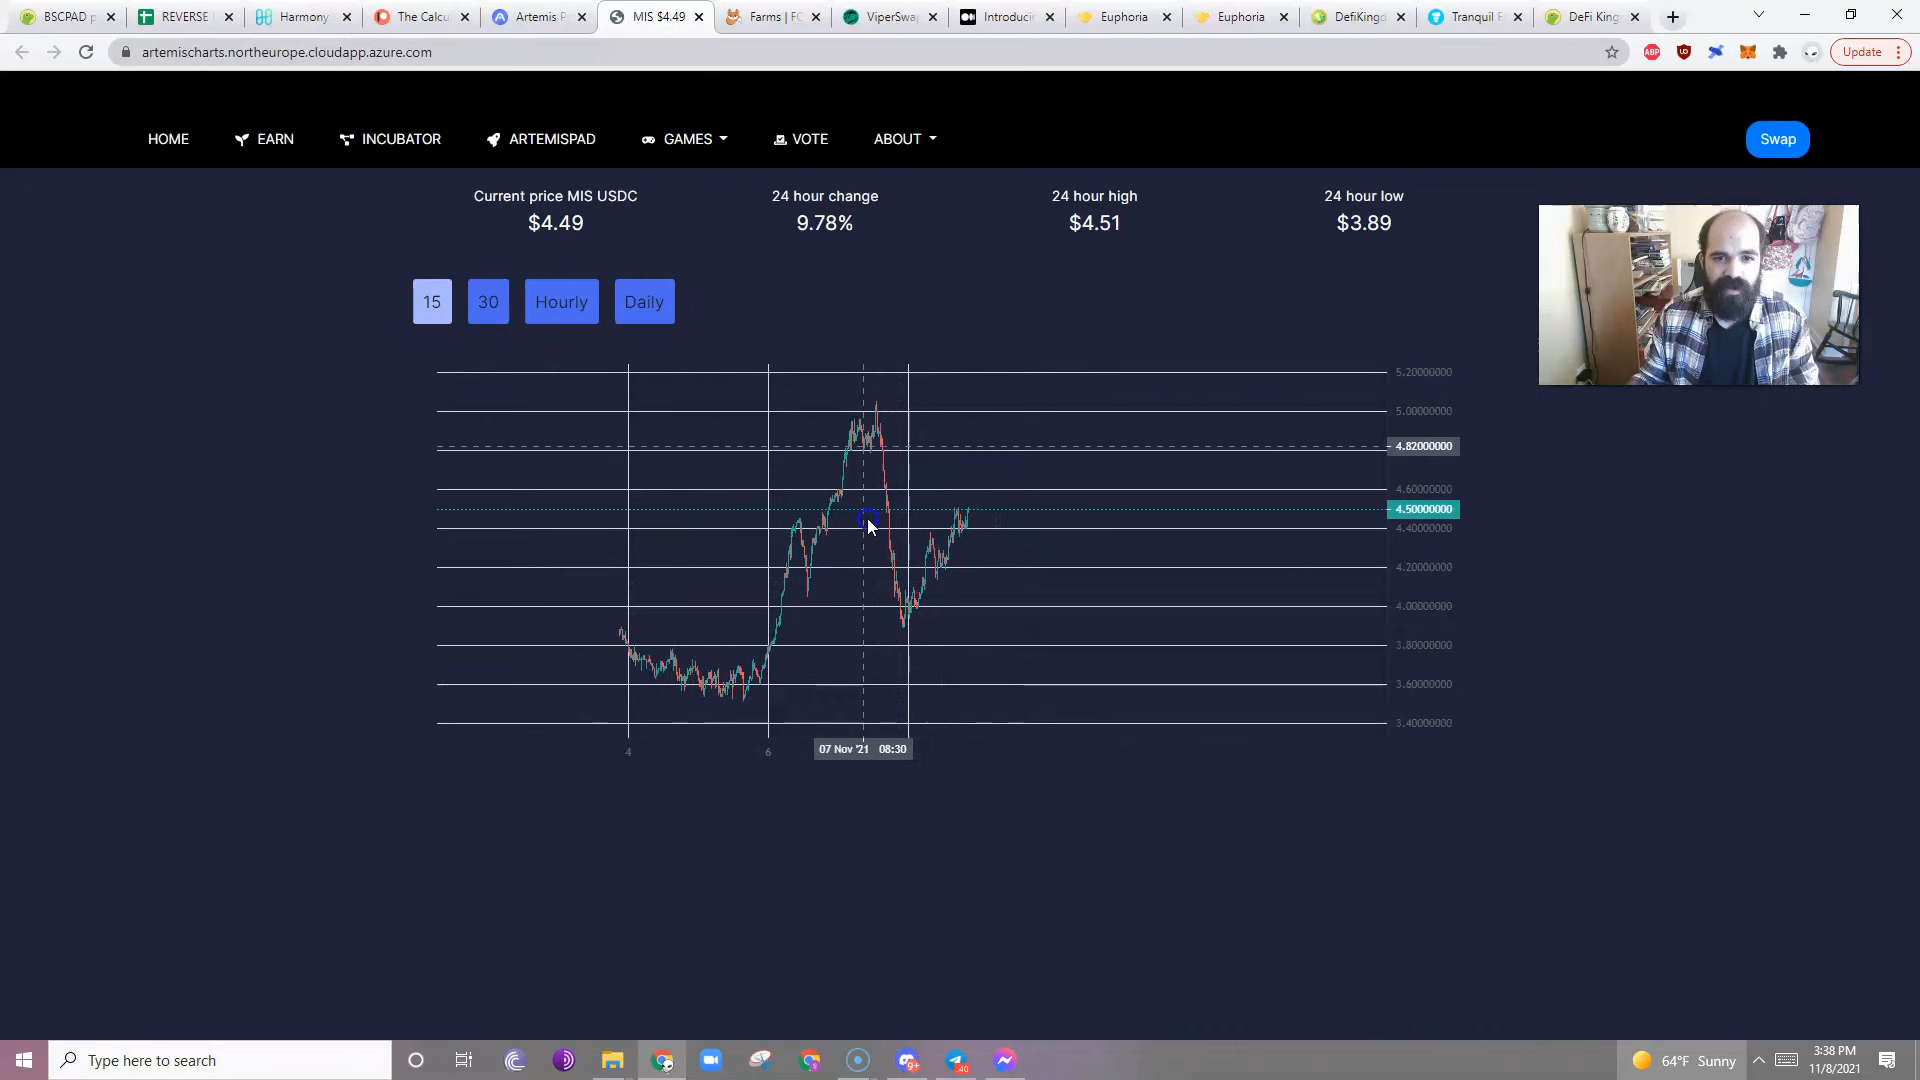 BSCPAD p
REVERSE
Harmony
The Calcu
Artemis P
MIS $4.49
Farms | FO
ViperSwa
Introduci
Euphoria
Euphoria
DefiKingd
Tranquil F
DeFi King
artemischarts.northeurope.cloudapp.azure.com
ABP
Update
HOME
EARN
INCUBATOR
ARTEMISPAD
GAMES
VOTE
ABOUT
Swap
Current price MIS USDC
$4.49
24 hour change
9.78%
24 hour high
$4.51
24 hour low
$3.89
15
30
Hourly
Daily
5.20000000
5.00000000
4.82000000
4.60000000
4.50000000
4.40000000
4.20000000
4.00000000
3.80000000
3.60000000
3.40000000
4
6
07 Nov '21 08:30
Type here to search
9+
40
64°F Sunny
3:38 PM
11/8/2021